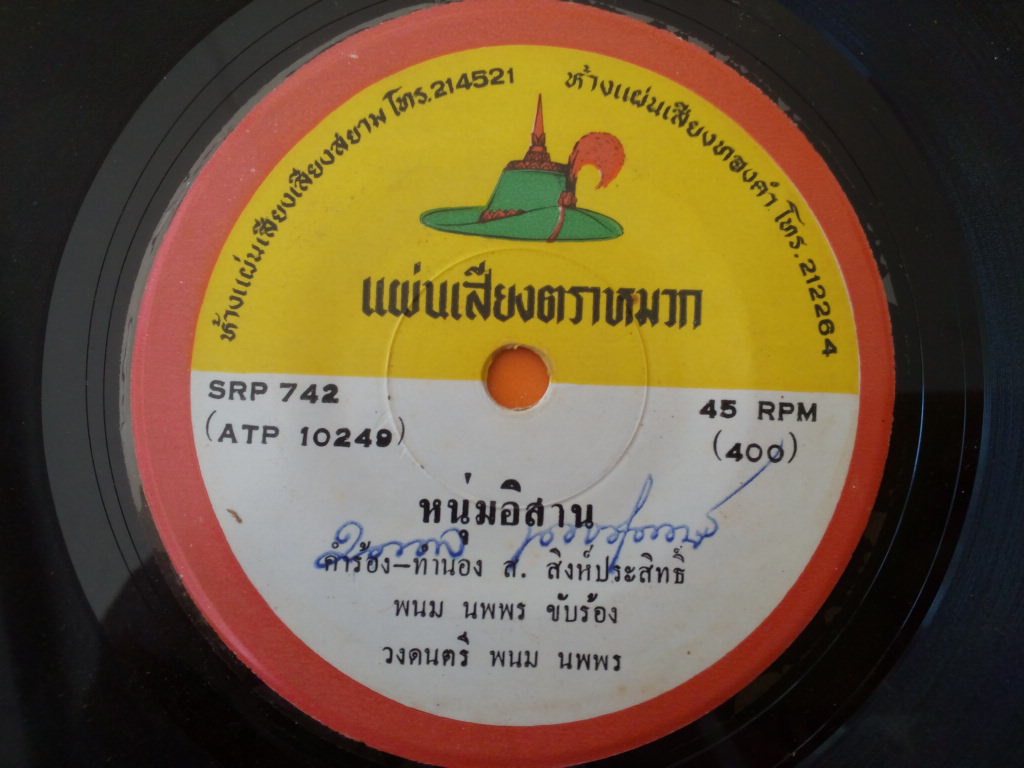 ห้างแผ่นเสียงเสียงสยาม โทร.214521
ห้างแผ่นเสียงทองคำ โทร.212264
แผ่นเสียงตราหมวก
SRP 742
(ATP 10249)
45 RPM
(400)
หนุ่มอิสาน
คำร้อง-ทำนอง ส. สิงห์ประสิทธิ์
พนม นพพร ขับร้อง
วงดนตรี พนม นพพร